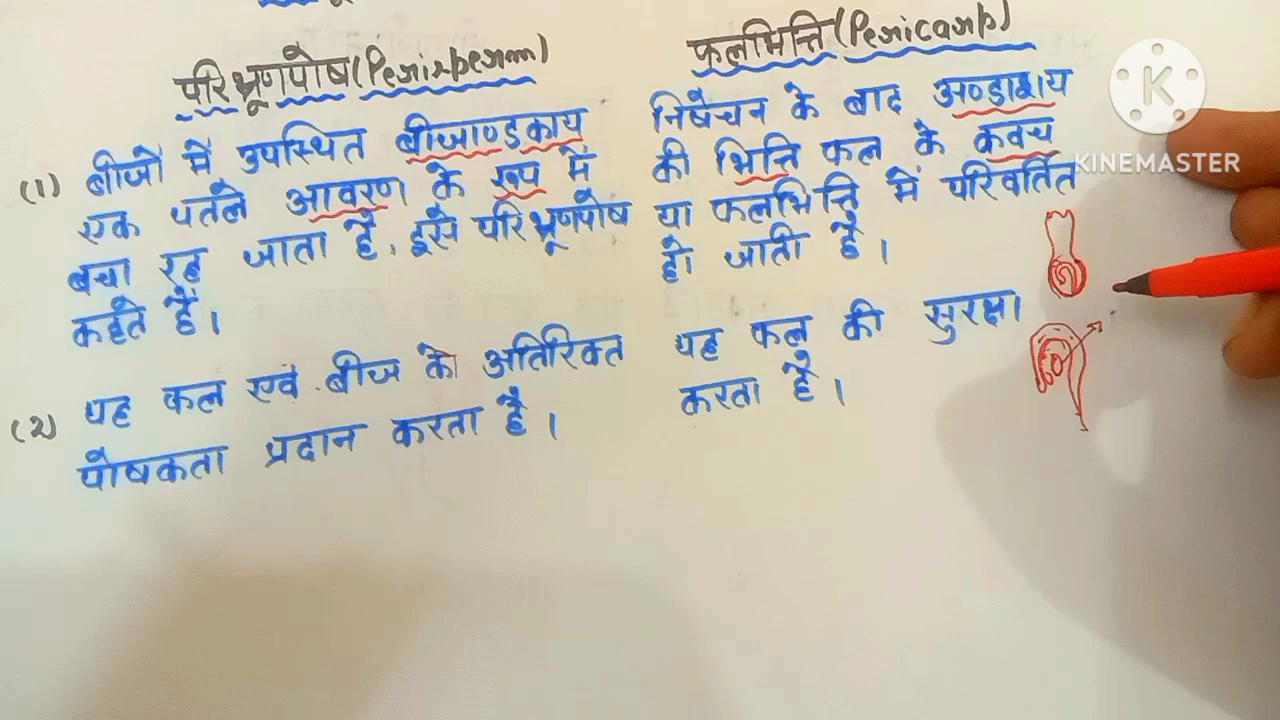 परिभ्रूणपोष (Perisperm)
फलभित्ति (Pericarp)
(1) बीजों में उपस्थित बीजाण्डकाय
एक पतले आवरण के रूप में
बचा रह जाता है, इसे परिभ्रूणपोष
कहते हैं।
निषेचन के बाद अण्डाशय
की भित्ति फल के कवच
या फलभित्ति में परिवर्तित
हो जाती है।
(2) यह फल एवं बीज को अतिरिक्त
पोषकता प्रदान करता है।
यह फल की सुरक्षा
करता है।
K
KINEMASTER